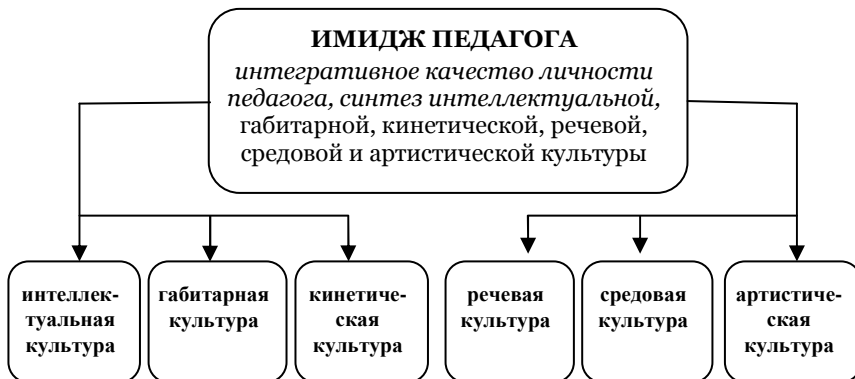 ИМИДЖ ПЕДАГОГА
интегративное качество личности
педагога, синтез интеллектуальной,
габитарной, кинетической, речевой,
средовой и артистической культуры
интеллек-
туальная
культура
габитарная
культура
кинетиче-
ская
культура
речевая
культура
средовая
культура
артистиче-
ская
культура